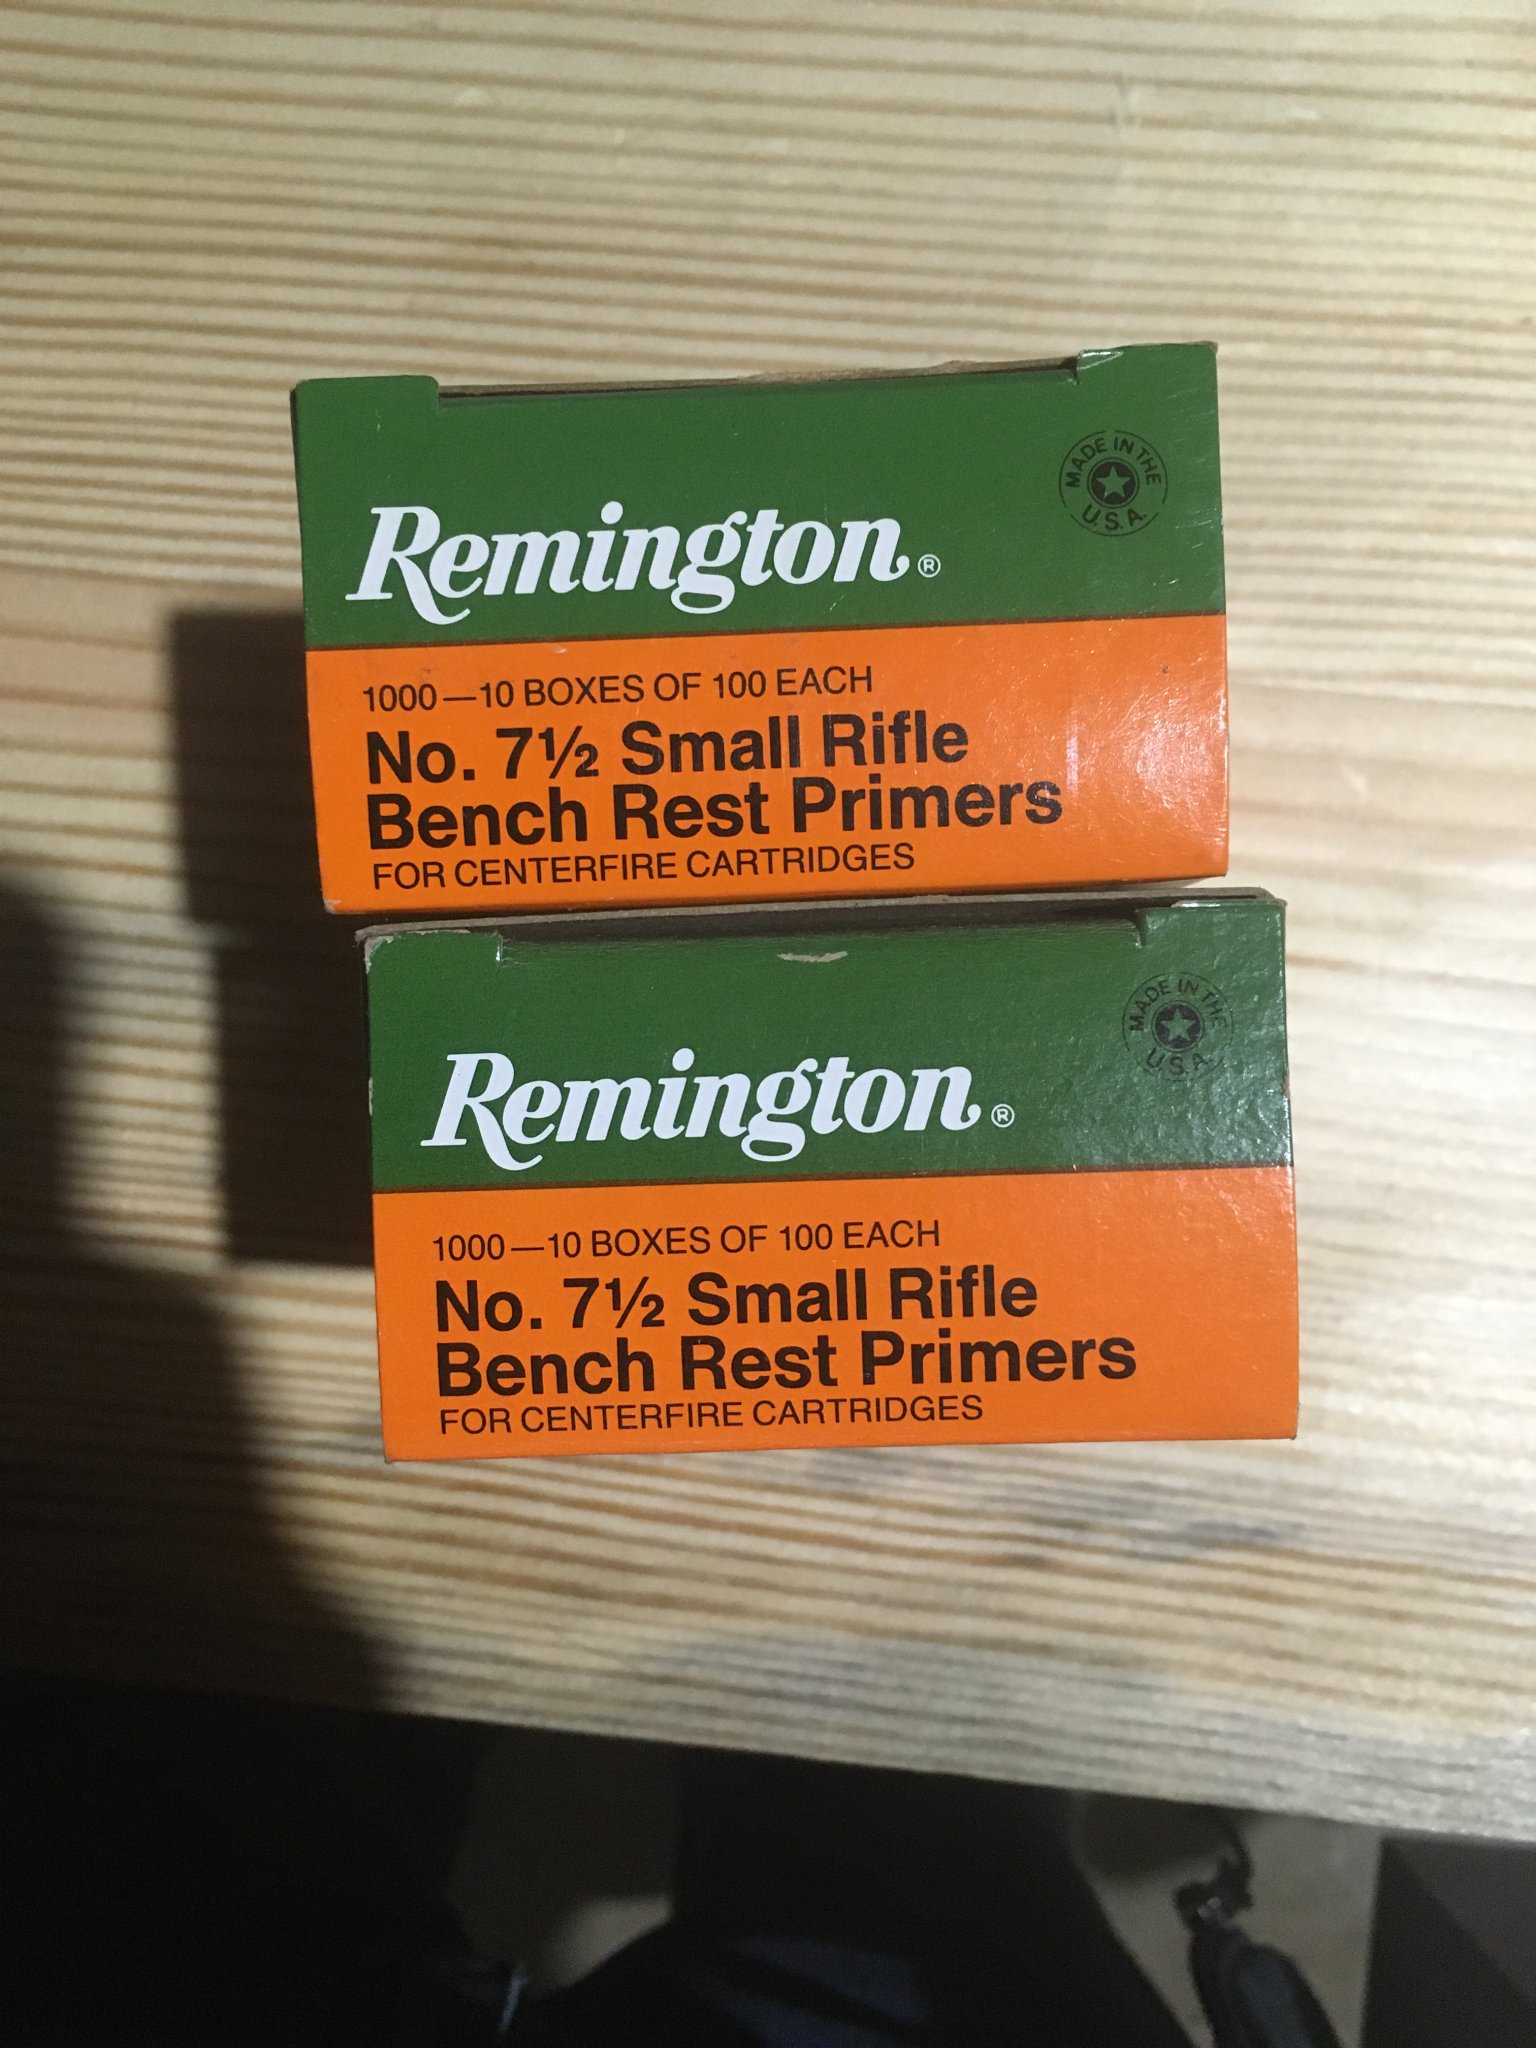 MADE IN THE
U.S.A.
Remington®
1000—10 BOXES OF 100 EACH
No. 7½ Small Rifle
Bench Rest Primers
FOR CENTERFIRE CARTRIDGES
MADE IN THE
U.S.A.
Remington®
1000—10 BOXES OF 100 EACH
No. 7½ Small Rifle
Bench Rest Primers
FOR CENTERFIRE CARTRIDGES